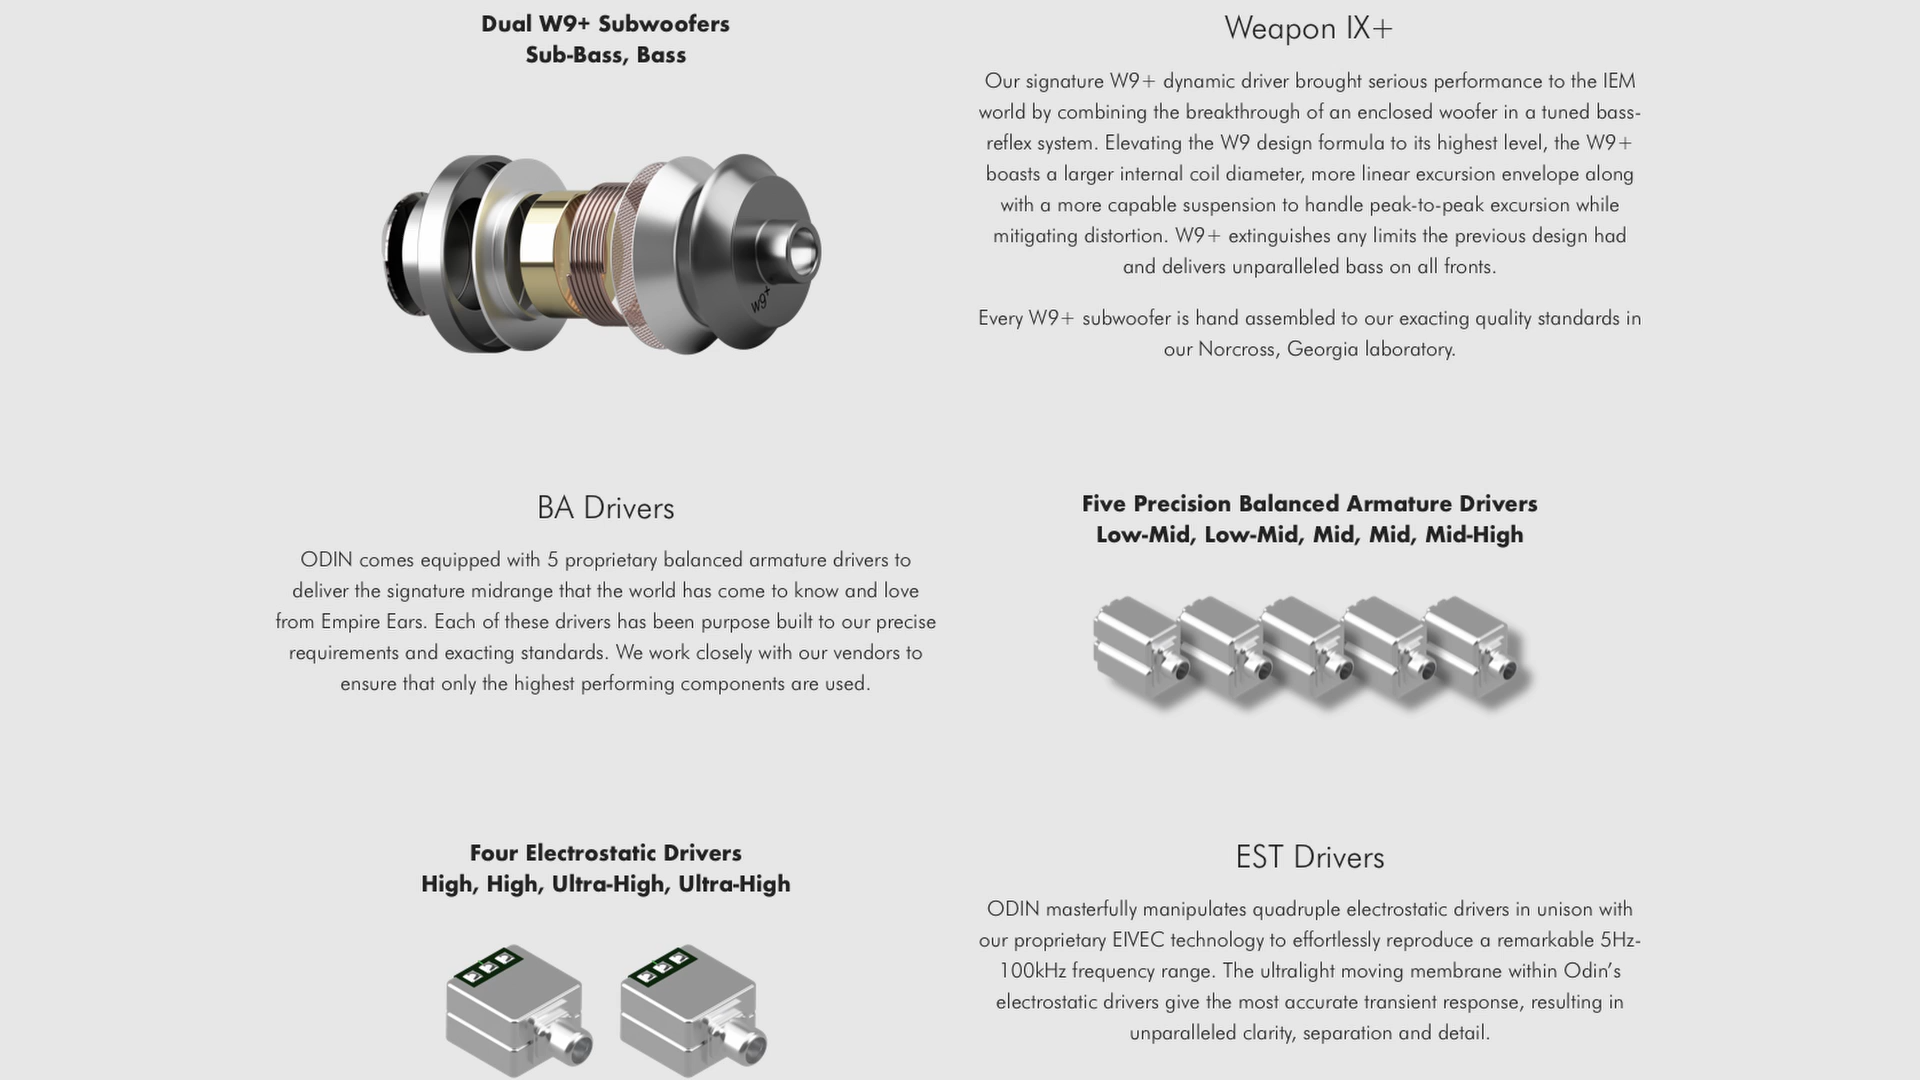 Dual W9+ Subwoofers
Sub-Bass, Bass
w9+
Weapon IX+
Our signature W9+ dynamic driver brought serious performance to the IEM
world by combining the breakthrough of an enclosed woofer in a tuned bass-
reflex system. Elevating the W9 design formula to its highest level, the W9+
boasts a larger internal coil diameter, more linear excursion envelope along
with a more capable suspension to handle peak-to-peak excursion while
mitigating distortion. W9+ extinguishes any limits the previous design had
and delivers unparalleled bass on all fronts.
Every W9+ subwoofer is hand assembled to our exacting quality standards in
our Norcross, Georgia laboratory.
BA Drivers
ODIN comes equipped with 5 proprietary balanced armature drivers to
deliver the signature midrange that the world has come to know and love
from Empire Ears. Each of these drivers has been purpose built to our precise
requirements and exacting standards. We work closely with our vendors to
ensure that only the highest performing components are used.
Five Precision Balanced Armature Drivers
Low-Mid, Low-Mid, Mid, Mid, Mid-High
Four Electrostatic Drivers
High, High, Ultra-High, Ultra-High
EST Drivers
ODIN masterfully manipulates quadruple electrostatic drivers in unison with
our proprietary EIVEC technology to effortlessly reproduce a remarkable 5Hz-
100kHz frequency range. The ultralight moving membrane within Odin’s
electrostatic drivers give the most accurate transient response, resulting in
unparalleled clarity, separation and detail.